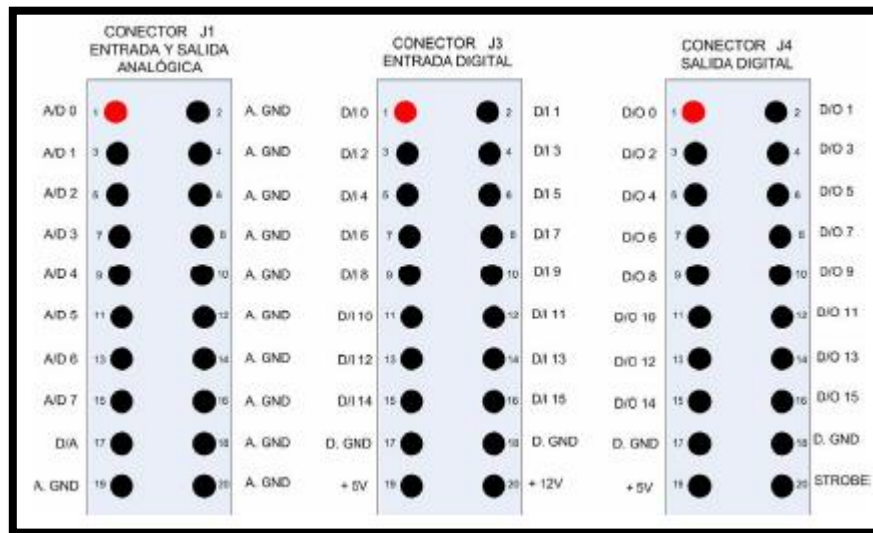 CONECTOR J1
ENTRADA Y SALIDA
ANALÓGICA
A/D 0 1 2 A. GND
A/D 1 3 4 A. GND
A/D 2 5 6 A. GND
A/D 3 7 8 A. GND
A/D 4 9 10 A. GND
A/D 5 11 12 A. GND
A/D 6 13 14 A. GND
A/D 7 15 16 A. GND
D/A 17 18 A. GND
A. GND 19 20 A. GND
CONECTOR J3
ENTRADA DIGITAL
D/I 0 1 2 D/I 1
D/I 2 3 4 D/I 3
D/I 4 5 6 D/I 5
D/I 6 7 8 D/I 7
D/I 8 9 10 D/I 9
D/I 10 11 12 D/I 11
D/I 12 13 14 D/I 13
D/I 14 15 16 D/I 15
D. GND 17 18 D. GND
+ 5V 19 20 + 12V
CONECTOR J4
SALIDA DIGITAL
D/O 0 1 2 D/O 1
D/O 2 3 4 D/O 3
D/O 4 5 6 D/O 5
D/O 6 7 8 D/O 7
D/O 8 9 10 D/O 9
D/O 10 11 12 D/O 11
D/O 12 13 14 D/O 13
D/O 14 15 16 D/O 15
D. GND 17 18 D. GND
+ 5V 19 20 STROBE